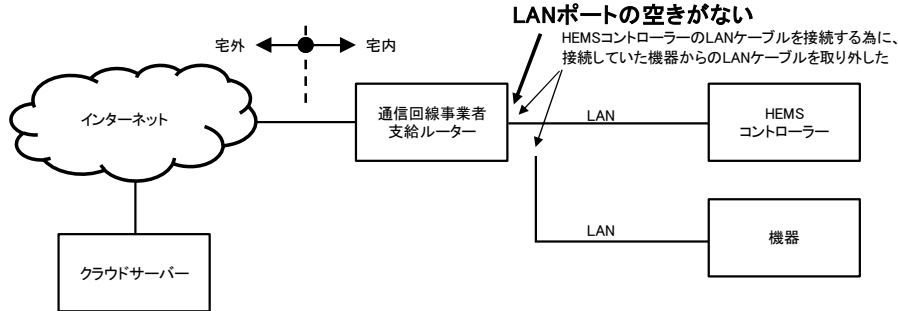 LANポートの空きがない
HEMSコントローラーのLANケーブルを接続する為に、
接続していた機器からのLANケーブルを取り外した
宅外
宅内
インターネット
通信回線事業者
支給ルーター
LAN
HEMS
コントローラー
LAN
機器
クラウドサーバー